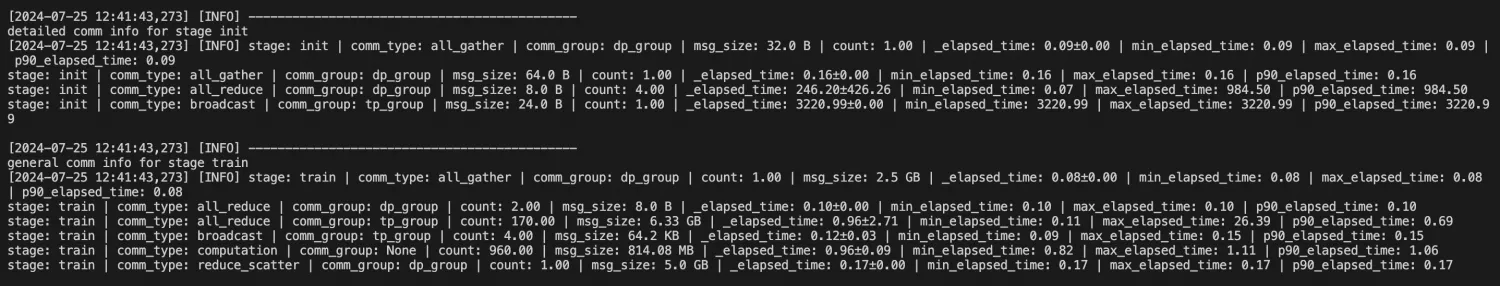 [2024-07-25 12:41:43,273] [INFO] --------------------------------------------
detailed comm info for stage init
[2024-07-25 12:41:43,273] [INFO] stage: init | comm_type: all_gather | comm_group: dp_group | msg_size: 32.0 B | count: 1.00 | _elapsed_time: 0.09±0.00 | min_elapsed_time: 0.09 | max_elapsed_time: 0.09 |
p90_elapsed_time: 0.09
stage: init | comm_type: all_gather | comm_group: dp_group | msg_size: 64.0 B | count: 1.00 | _elapsed_time: 0.16±0.00 | min_elapsed_time: 0.16 | max_elapsed_time: 0.16 | p90_elapsed_time: 0.16
stage: init | comm_type: all_reduce | comm_group: dp_group | msg_size: 8.0 B | count: 4.00 | _elapsed_time: 246.20±426.26 | min_elapsed_time: 0.07 | max_elapsed_time: 984.50 | p90_elapsed_time: 984.50
stage: init | comm_type: broadcast | comm_group: tp_group | msg_size: 24.0 B | count: 1.00 | _elapsed_time: 3220.99±0.00 | min_elapsed_time: 3220.99 | max_elapsed_time: 3220.99 | p90_elapsed_time: 3220.9
9
[2024-07-25 12:41:43,273] [INFO] --------------------------------------------
general comm info for stage train
[2024-07-25 12:41:43,273] [INFO] stage: train | comm_type: all_gather | comm_group: dp_group | count: 1.00 | msg_size: 2.5 GB | _elapsed_time: 0.08±0.00 | min_elapsed_time: 0.08 | max_elapsed_time: 0.08
| p90_elapsed_time: 0.08
stage: train | comm_type: all_reduce | comm_group: dp_group | count: 2.00 | msg_size: 8.0 B | _elapsed_time: 0.10±0.00 | min_elapsed_time: 0.10 | max_elapsed_time: 0.10 | p90_elapsed_time: 0.10
stage: train | comm_type: all_reduce | comm_group: tp_group | count: 170.00 | msg_size: 6.33 GB | _elapsed_time: 0.96±2.71 | min_elapsed_time: 0.11 | max_elapsed_time: 26.39 | p90_elapsed_time: 0.69
stage: train | comm_type: broadcast | comm_group: tp_group | count: 4.00 | msg_size: 64.2 KB | _elapsed_time: 0.12±0.03 | min_elapsed_time: 0.09 | max_elapsed_time: 0.15 | p90_elapsed_time: 0.15
stage: train | comm_type: computation | comm_group: None | count: 960.00 | msg_size: 814.08 MB | _elapsed_time: 0.96±0.09 | min_elapsed_time: 0.82 | max_elapsed_time: 1.11 | p90_elapsed_time: 1.06
stage: train | comm_type: reduce_scatter | comm_group: dp_group | count: 1.00 | msg_size: 5.0 GB | _elapsed_time: 0.17±0.00 | min_elapsed_time: 0.17 | max_elapsed_time: 0.17 | p90_elapsed_time: 0.17